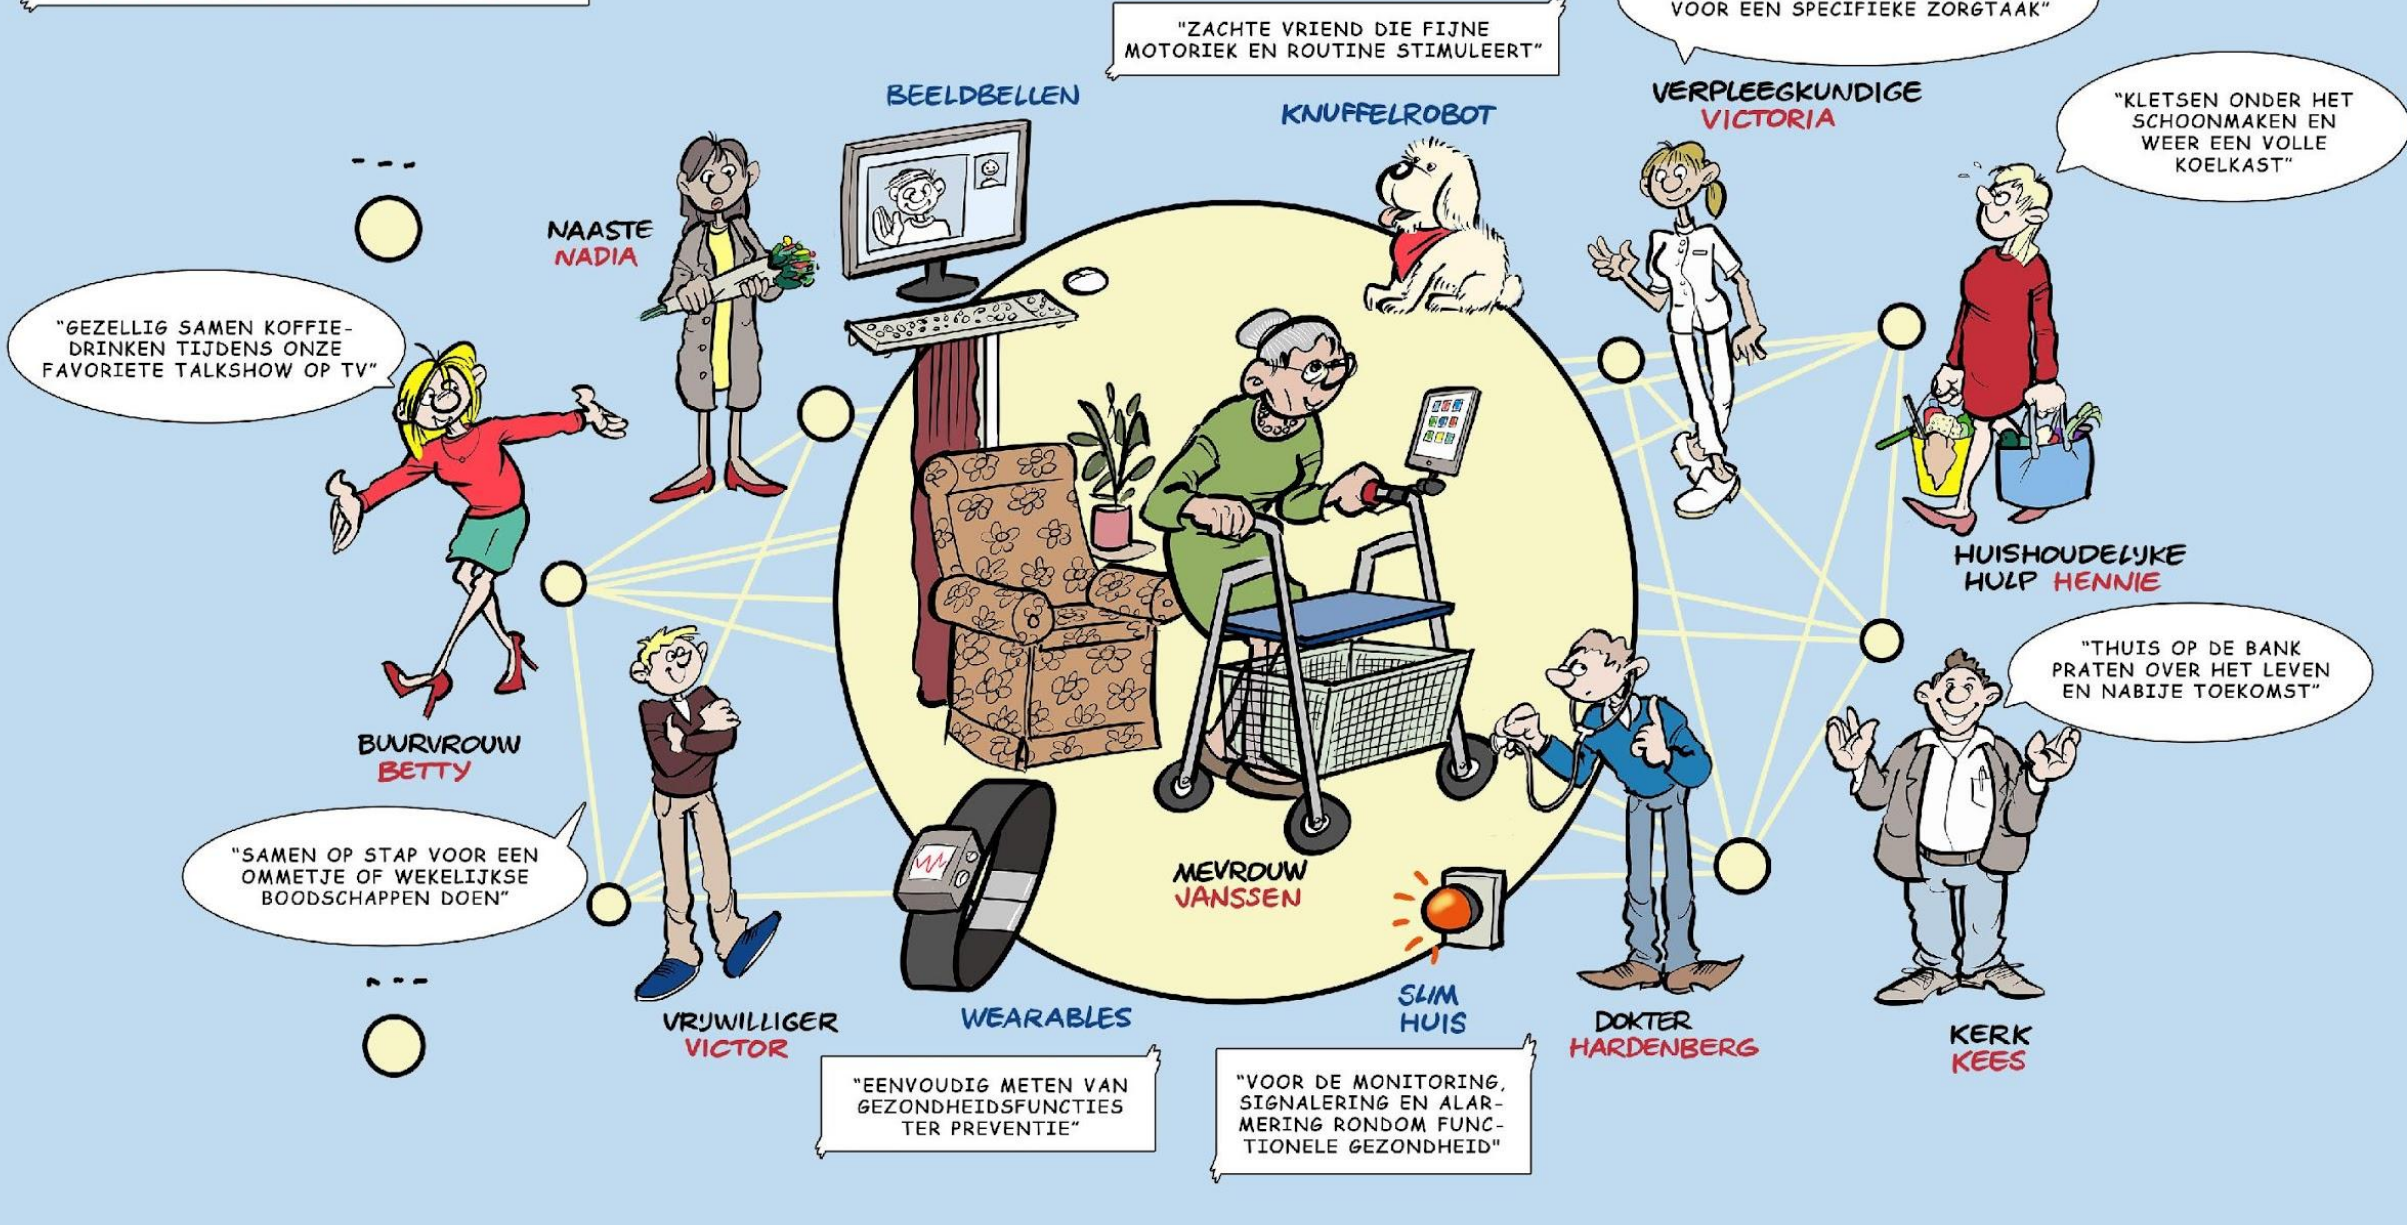 VOOR EEN SPECIFIEKE ZORGTAAK"
"ZACHTE VRIEND DIE FIJNE
MOTORIEK EN ROUTINE STIMULEERT"
BEELDBELLEN
KNUFFELROBOT
VERPLEEGKUNDIGE
VICTORIA
"KLETSEN ONDER HET
SCHOONMAKEN EN
WEER EEN VOLLE
KOELKAST"
NAASTE
NADIA
"GEZELLIG SAMEN KOFFIE-
DRINKEN TIJDENS ONZE
FAVORIETE TALKSHOW OP TV"
HUISHOUDELIJKE
HULP HENNIE
"THUIS OP DE BANK
PRATEN OVER HET LEVEN
EN NABIJE TOEKOMST"
BUURVROUW
BETTY
"SAMEN OP STAP VOOR EEN
OMMETJE OF WEKELIJKSE
BOODSCHAPPEN DOEN"
MEVROUW
JANSSEN
VRIJWILLIGER
VICTOR
WEARABLES
SLIM
HUIS
DOKTER
HARDENBERG
KERK
KEES
"EENVOUDIG METEN VAN
GEZONDHEIDSFUNCTIES
TER PREVENTIE"
"VOOR DE MONITORING,
SIGNALERING EN ALAR-
MERING RONDOM FUNC-
TIONELE GEZONDHEID"